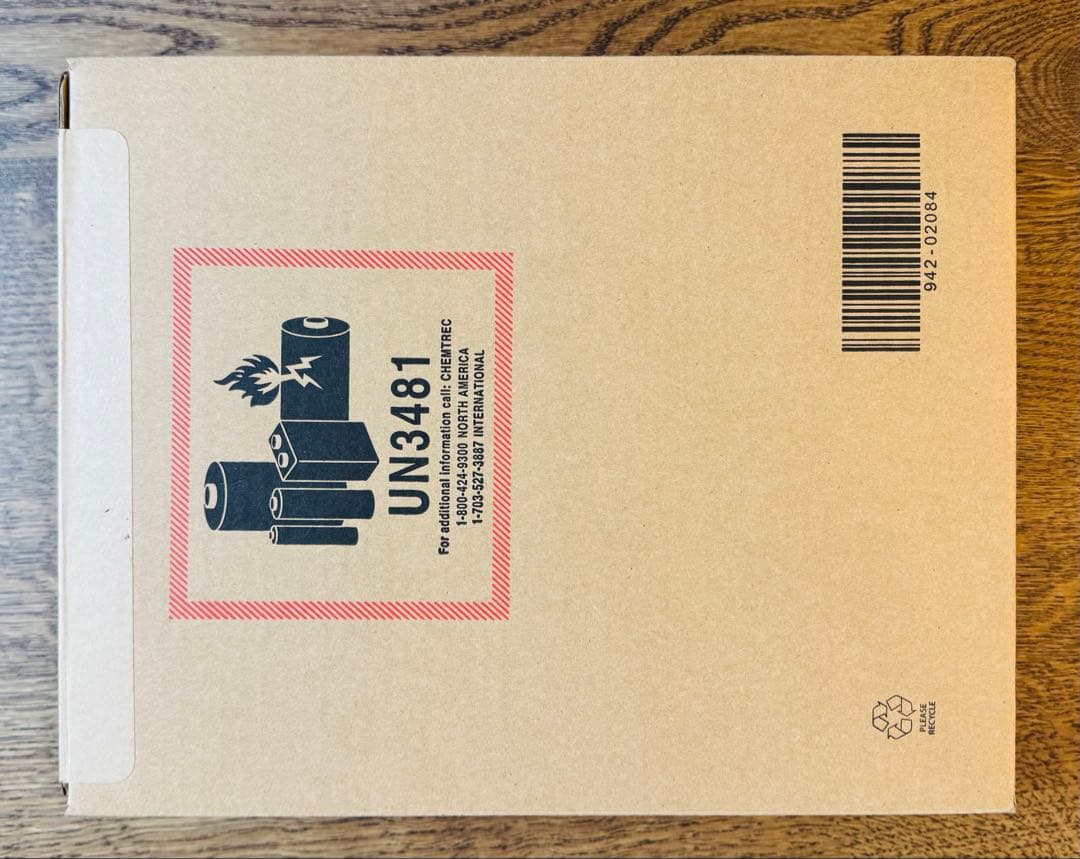 UN3481
For additional information call: CHEMTREC
1-800-424-9300 NORTH AMERICA
1-703-527-3887 INTERNATIONAL
942-02084
PLEASE
RECYCLE